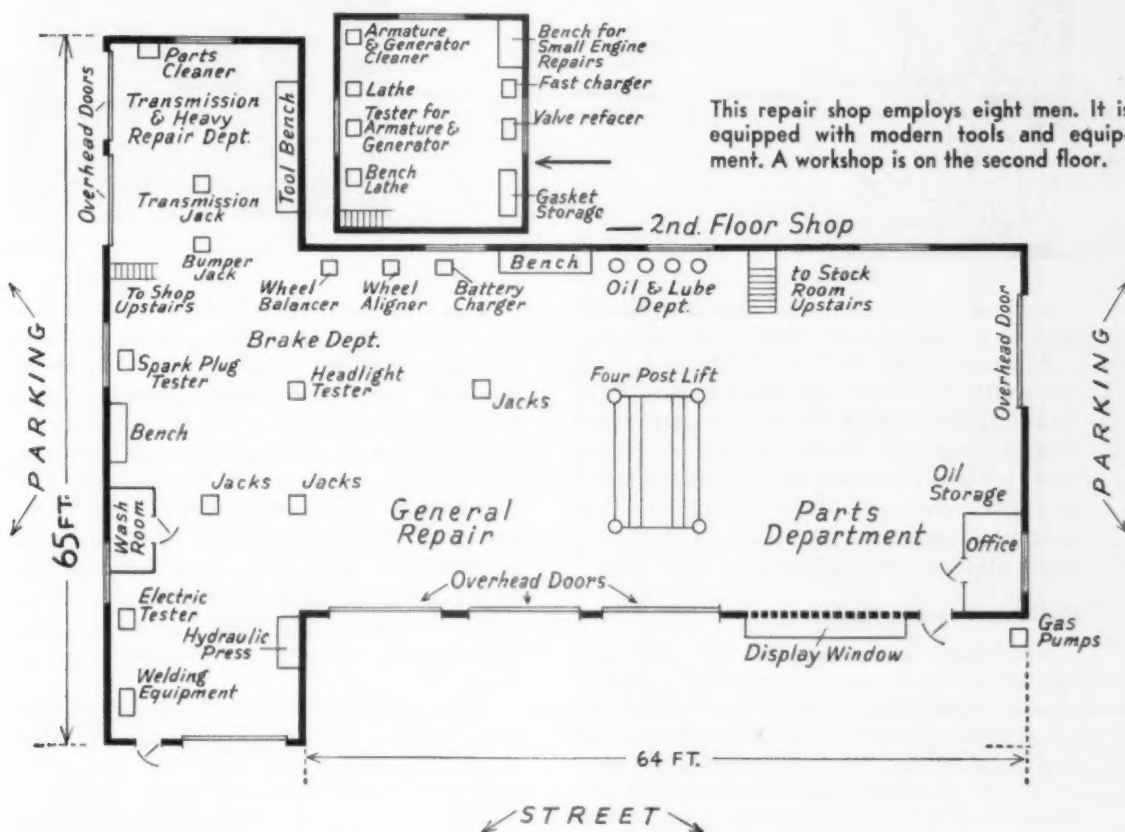 Parts
Cleaner
Overhead Doors
Transmission
& Heavy
Repair Dept.
Tool Bench
Overhead Doors
Transmission
Jack
Bumper
Jack
To Shop
Upstairs
Armature
& Generator
Cleaner
Lathe
Tester for
Armature &
Generator
Bench
Lathe
Bench for
Small Engine
Repairs
Fast charger
Valve refacer
Gasket
Storage
This repair shop employs eight men. It is
equipped with modern tools and equip-
ment. A workshop is on the second floor.
2nd. Floor Shop
Wheel
Balancer
Wheel
Aligner
Battery
Charger
Bench
Oil & Lube
Dept.
to Stock
Room
Upstairs
Overhead Door
PARKING
PARKING
65 FT.
Brake Dept.
Spark Plug
Tester
Headlight
Tester
Jacks
Four Post Lift
Bench
Jacks
Jacks
Wash
Room
General
Repair
Parts
Department
Oil
Storage
Office
Overhead Doors
Electric
Tester
Hydraulic
Press
Welding
Equipment
Display Window
Gas
Pumps
64 FT.
STREET